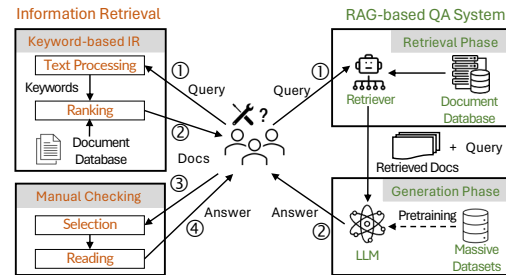 Information Retrieval
Keyword-based IR
Text Processing
Keywords
Ranking
Document
Database
Manual Checking
Selection
Reading
①
Query
②
Docs
③
Answer
④
?
RAG-based QA System
Retrieval Phase
①
Query
Retriever
Document
Database
+ Query
Retrieved Docs
Generation Phase
Answer
②
Pretraining
LLM
Massive
Datasets